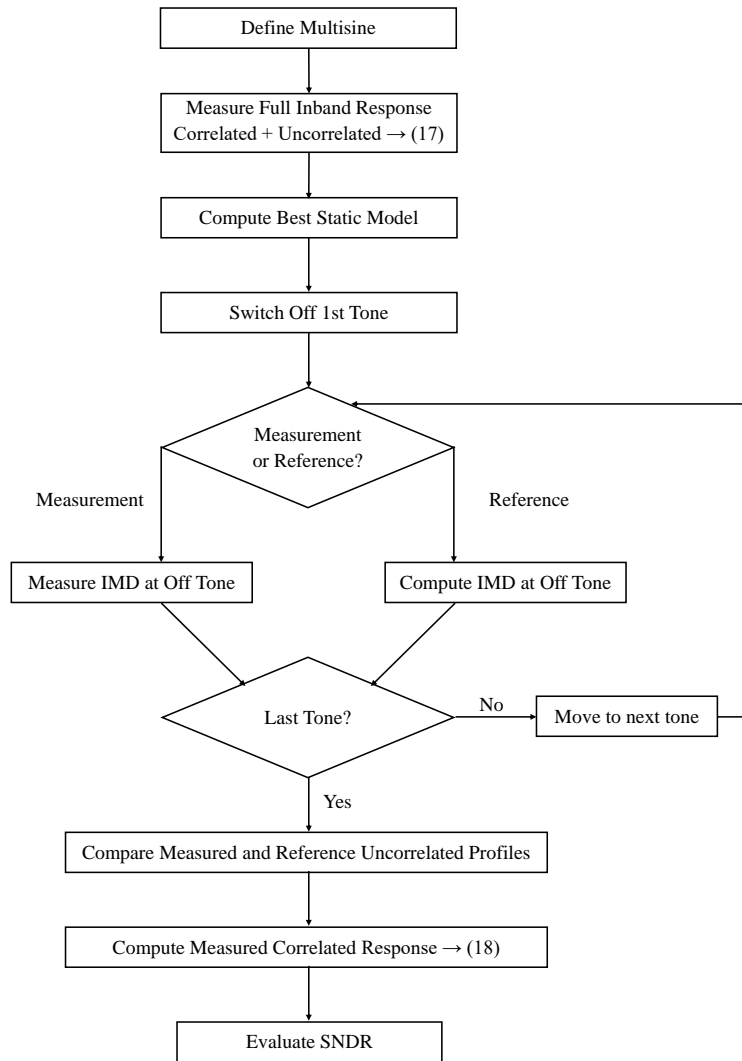 Define Multisine
Measure Full Inband Response
Correlated + Uncorrelated → (17)
Compute Best Static Model
Switch Off 1st Tone
Measurement
or Reference?
Measurement
Reference
Measure IMD at Off Tone
Compute IMD at Off Tone
Last Tone?
No
Move to next tone
Yes
Compare Measured and Reference Uncorrelated Profiles
Compute Measured Correlated Response → (18)
Evaluate SNDR